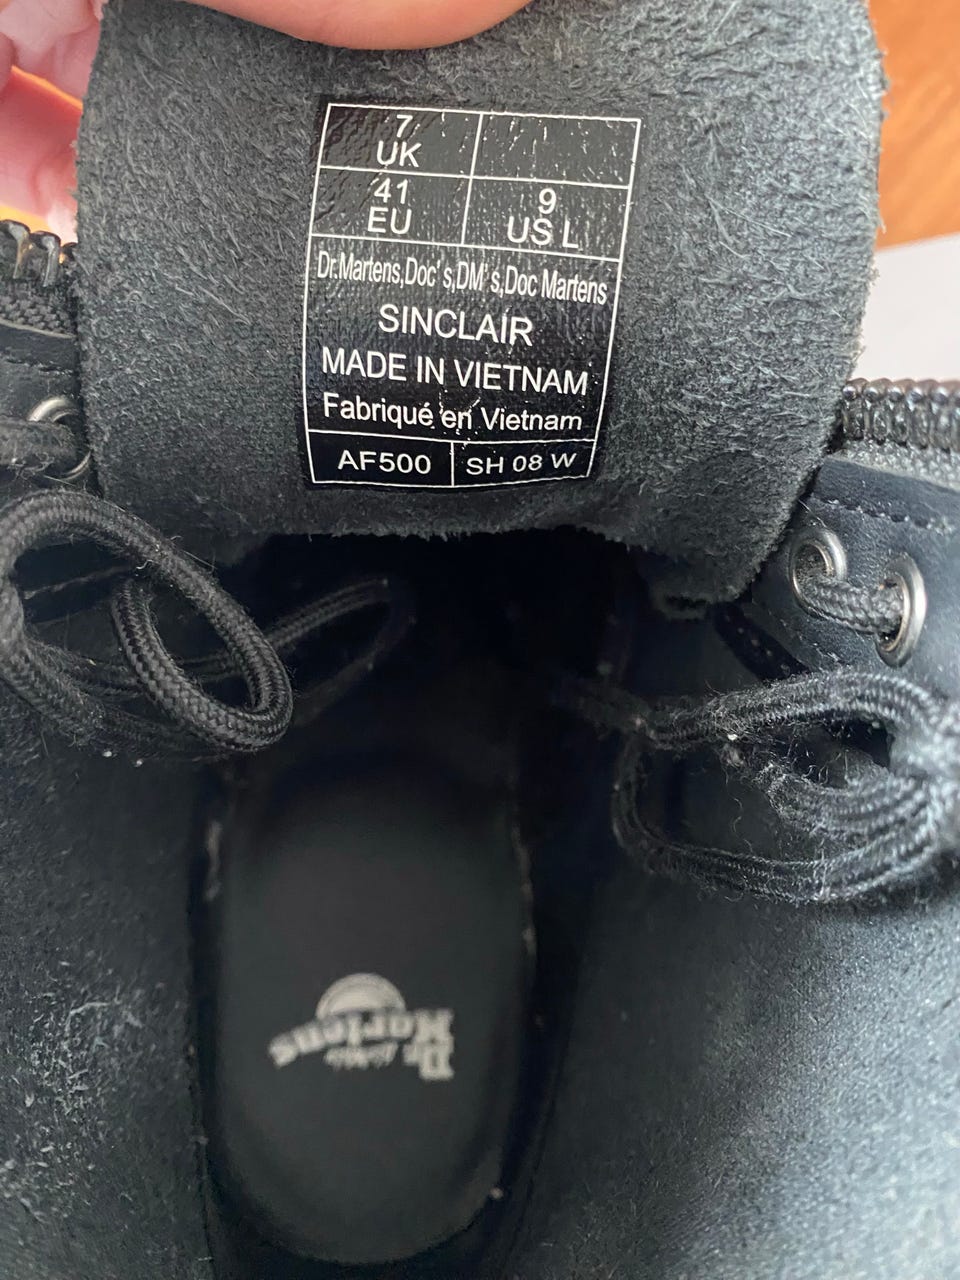 7
UK
41
EU
9
US L
Dr.Martens,Doc's,DM's,Doc Martens
SINCLAIR
MADE IN VIETNAM
Fabriqué en Vietnam
AF500
SH 08 W
Dr. Martens